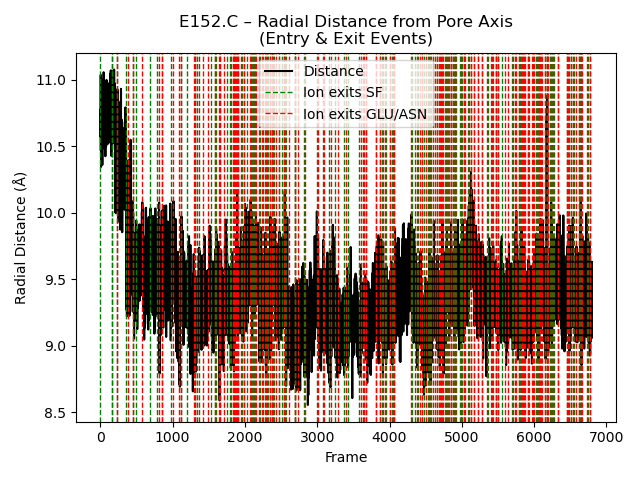 E152.C – Radial Distance from Pore Axis
(Entry & Exit Events)
Distance
Ion exits SF
Ion exits GLU/ASN
Radial Distance (Å)
11.0
10.5
10.0
9.5
9.0
8.5
0 1000 2000 3000 4000 5000 6000 7000
Frame